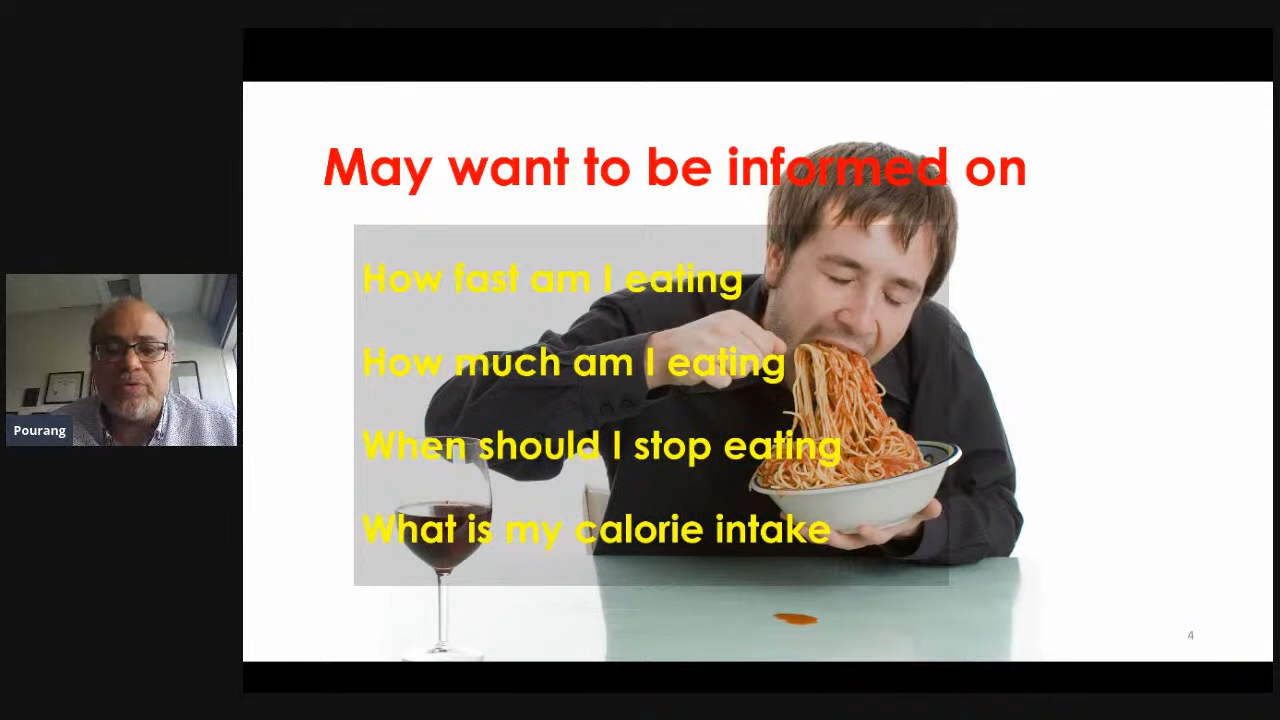 May want to be informed on
How fast am I eating
How much am I eating
When should I stop eating
What is my calorie intake
Pourang
4